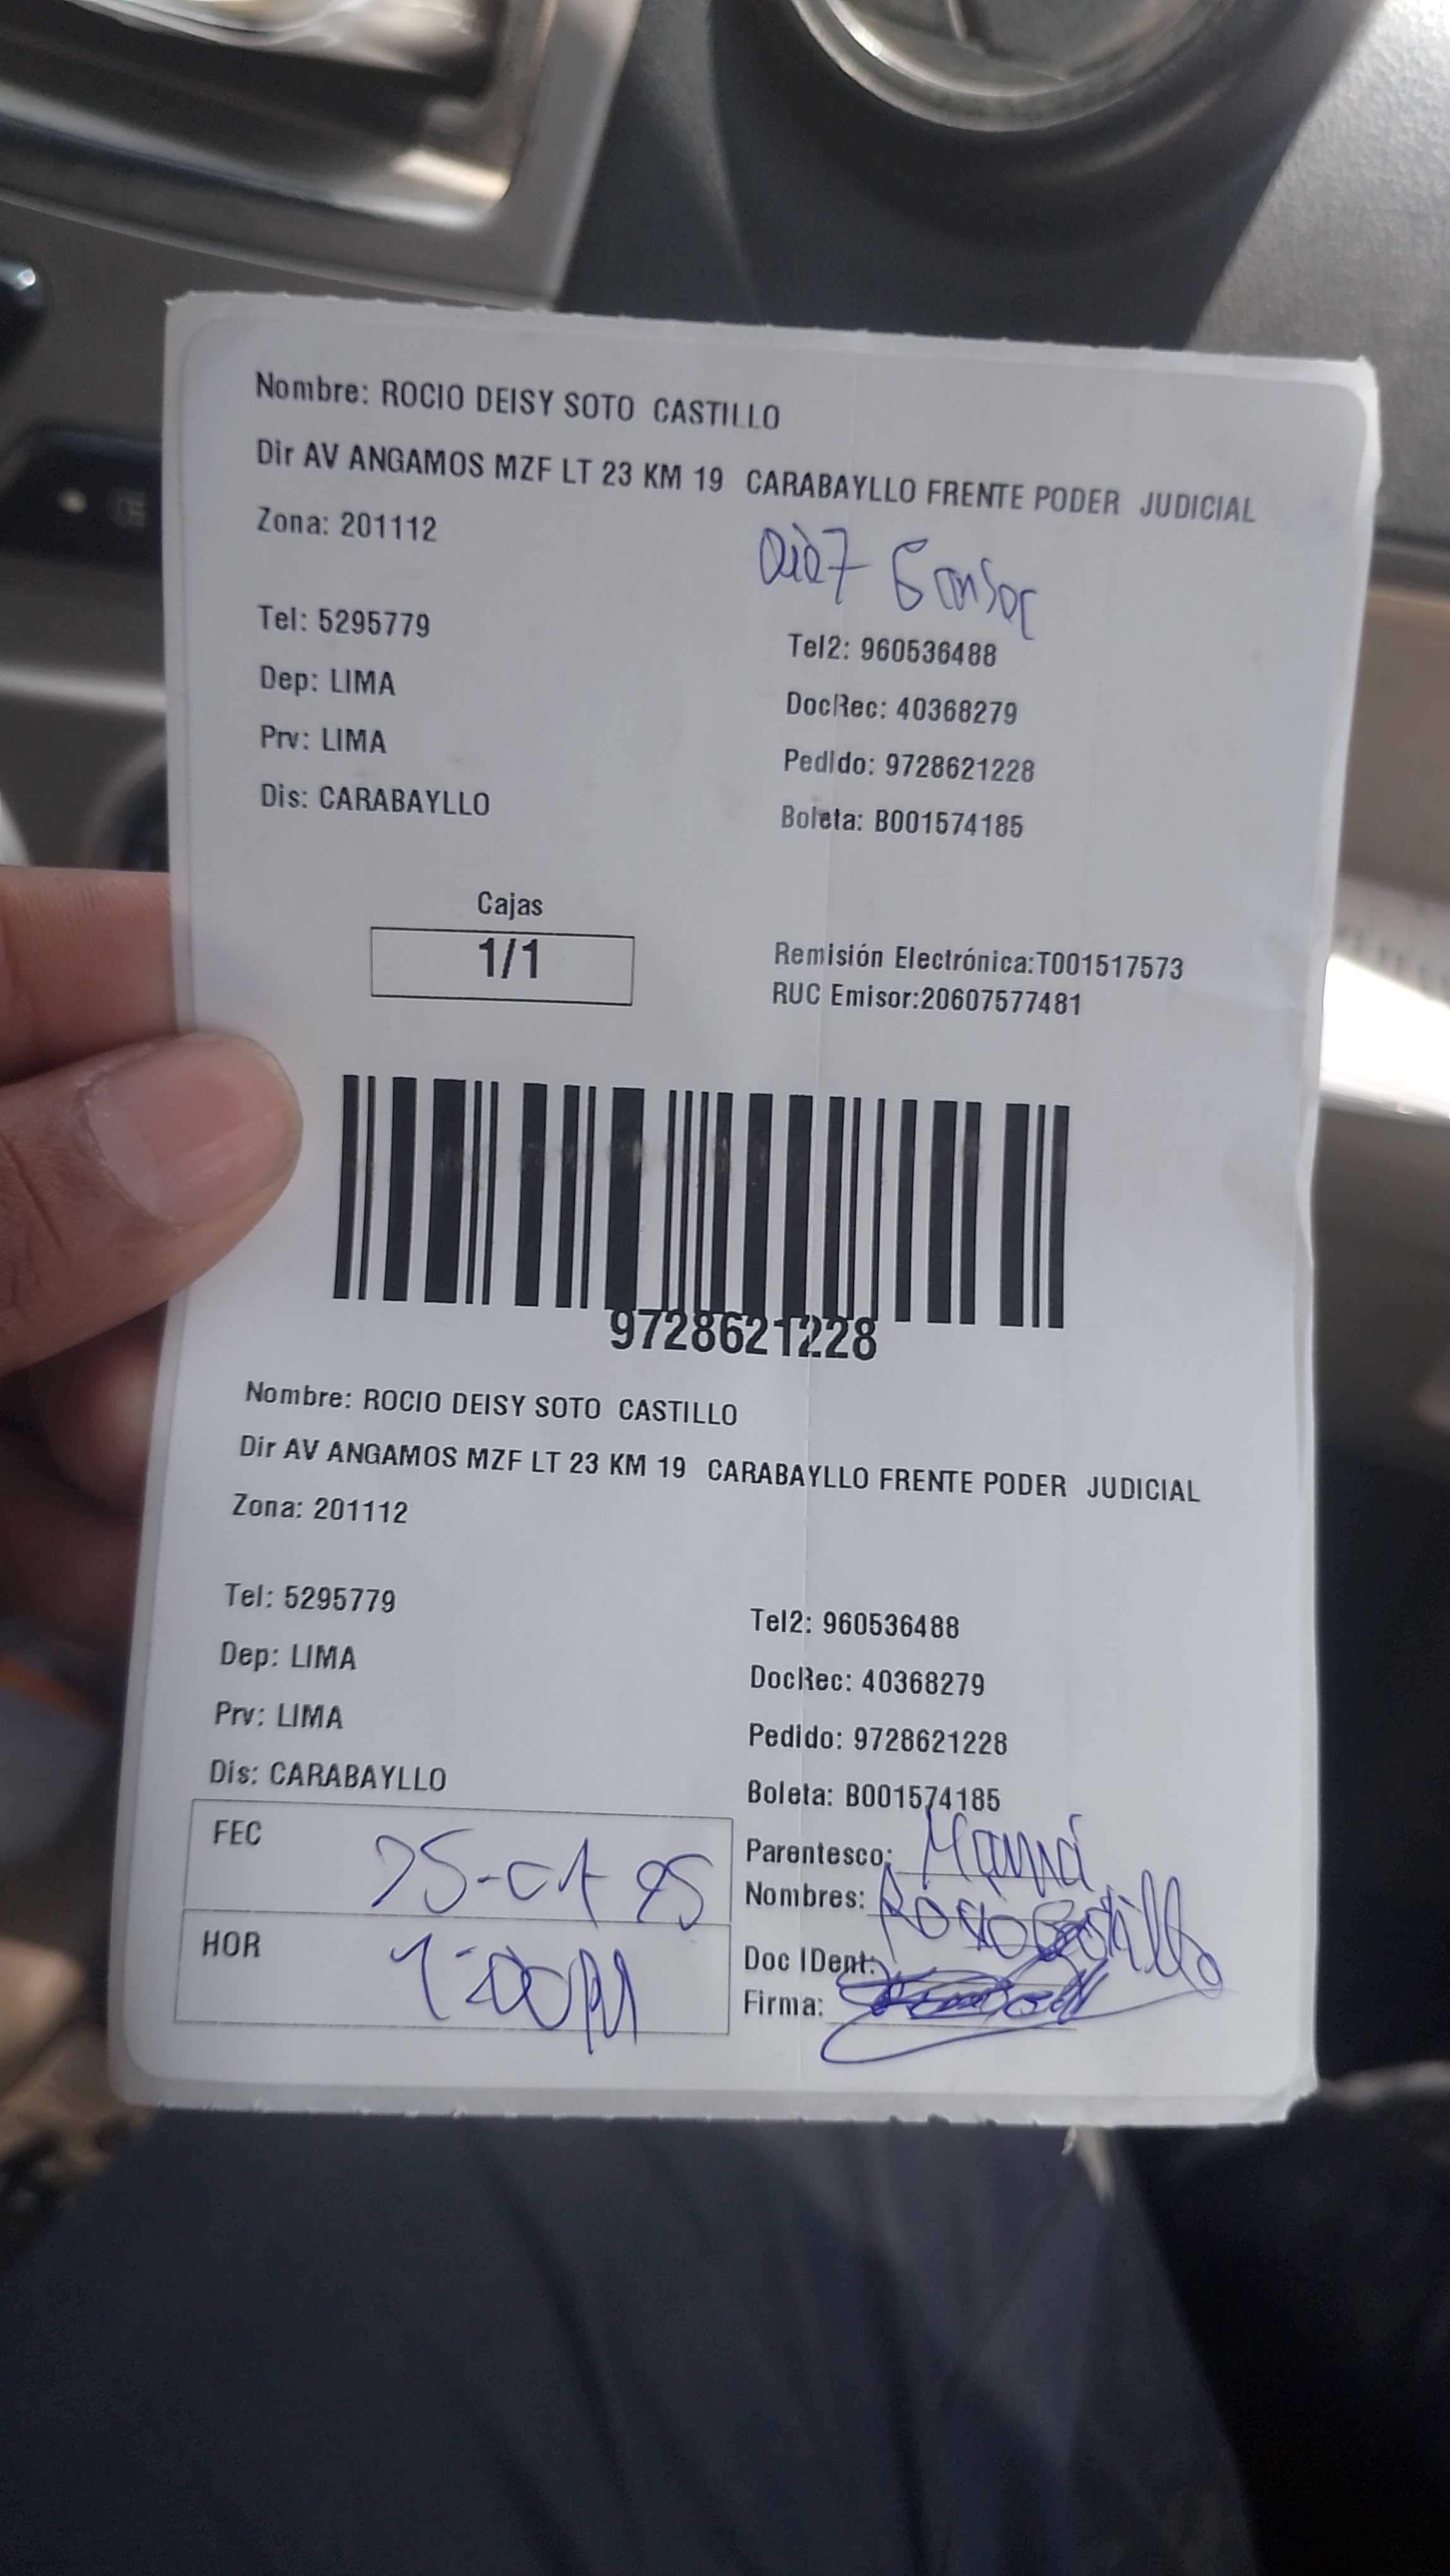 Nombre: ROCIO DEISY SOTO CASTILLO
Dir AV ANGAMOS MZF LT 23 KM 19 CARABAYLLO FRENTE PODER JUDICIAL
Zona: 201112
Tel: 5295779
Tel2: 960536488
Dep: LIMA
DocRec: 40368279
Prv: LIMA
Pedido: 9728621228
Dis: CARABAYLLO
Boleta: B001574185
Cajas
1/1
Remisión Electrónica:T001517573
RUC Emisor:20607577481
9728621228
Nombre: ROCIO DEISY SOTO CASTILLO
Dir AV ANGAMOS MZF LT 23 KM 19 CARABAYLLO FRENTE PODER JUDICIAL
Zona: 201112
Tel: 5295779
Tel2: 960536488
Dep: LIMA
DocRec: 40368279
Prv: LIMA
Pedido: 9728621228
Dis: CARABAYLLO
Boleta: B001574185
FEC
Parentesco: Mamá
Nombres:
HOR
Doc IDent:
Firma: